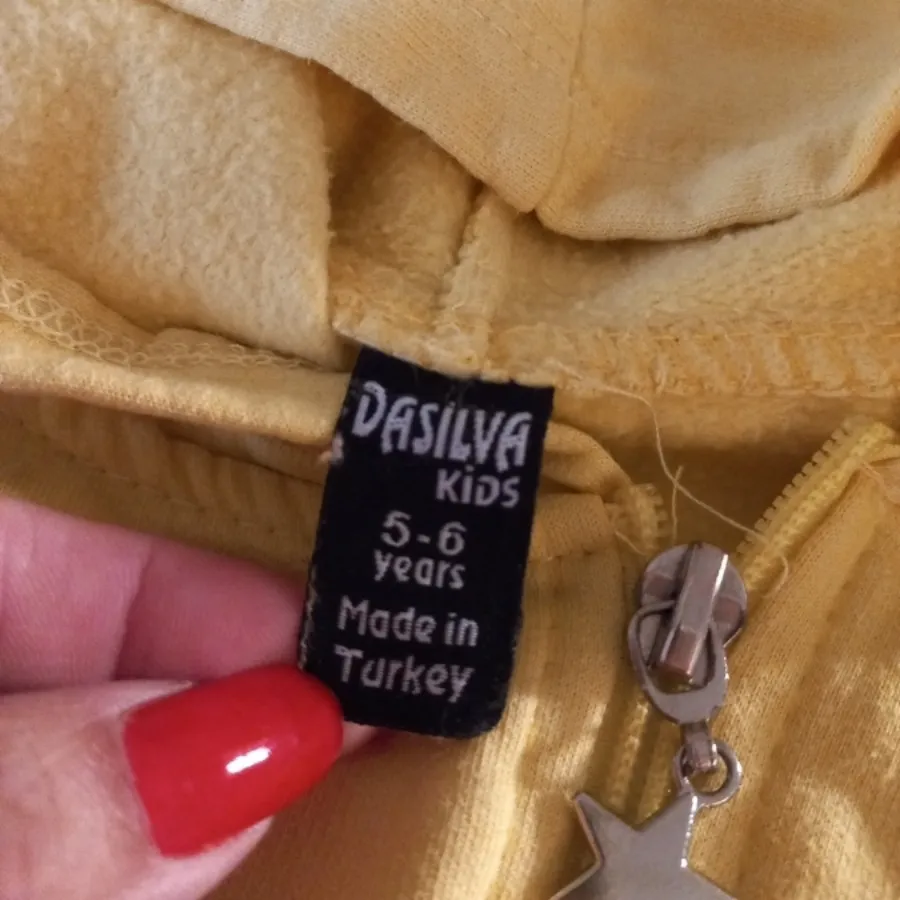 DASILVA
KiDS
5-6
years
Made in
Turkey